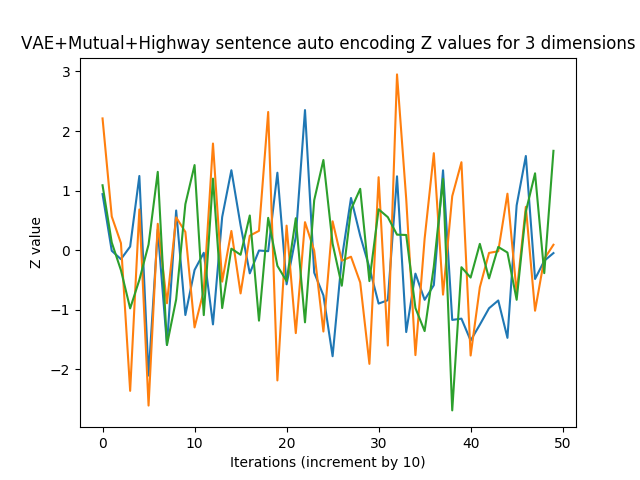 VAE+Mutual+Highway sentence auto encoding Z values for 3 dimensions
3
2
1
0
−1
−2
Z value
0 10 20 30 40 50
Iterations (increment by 10)